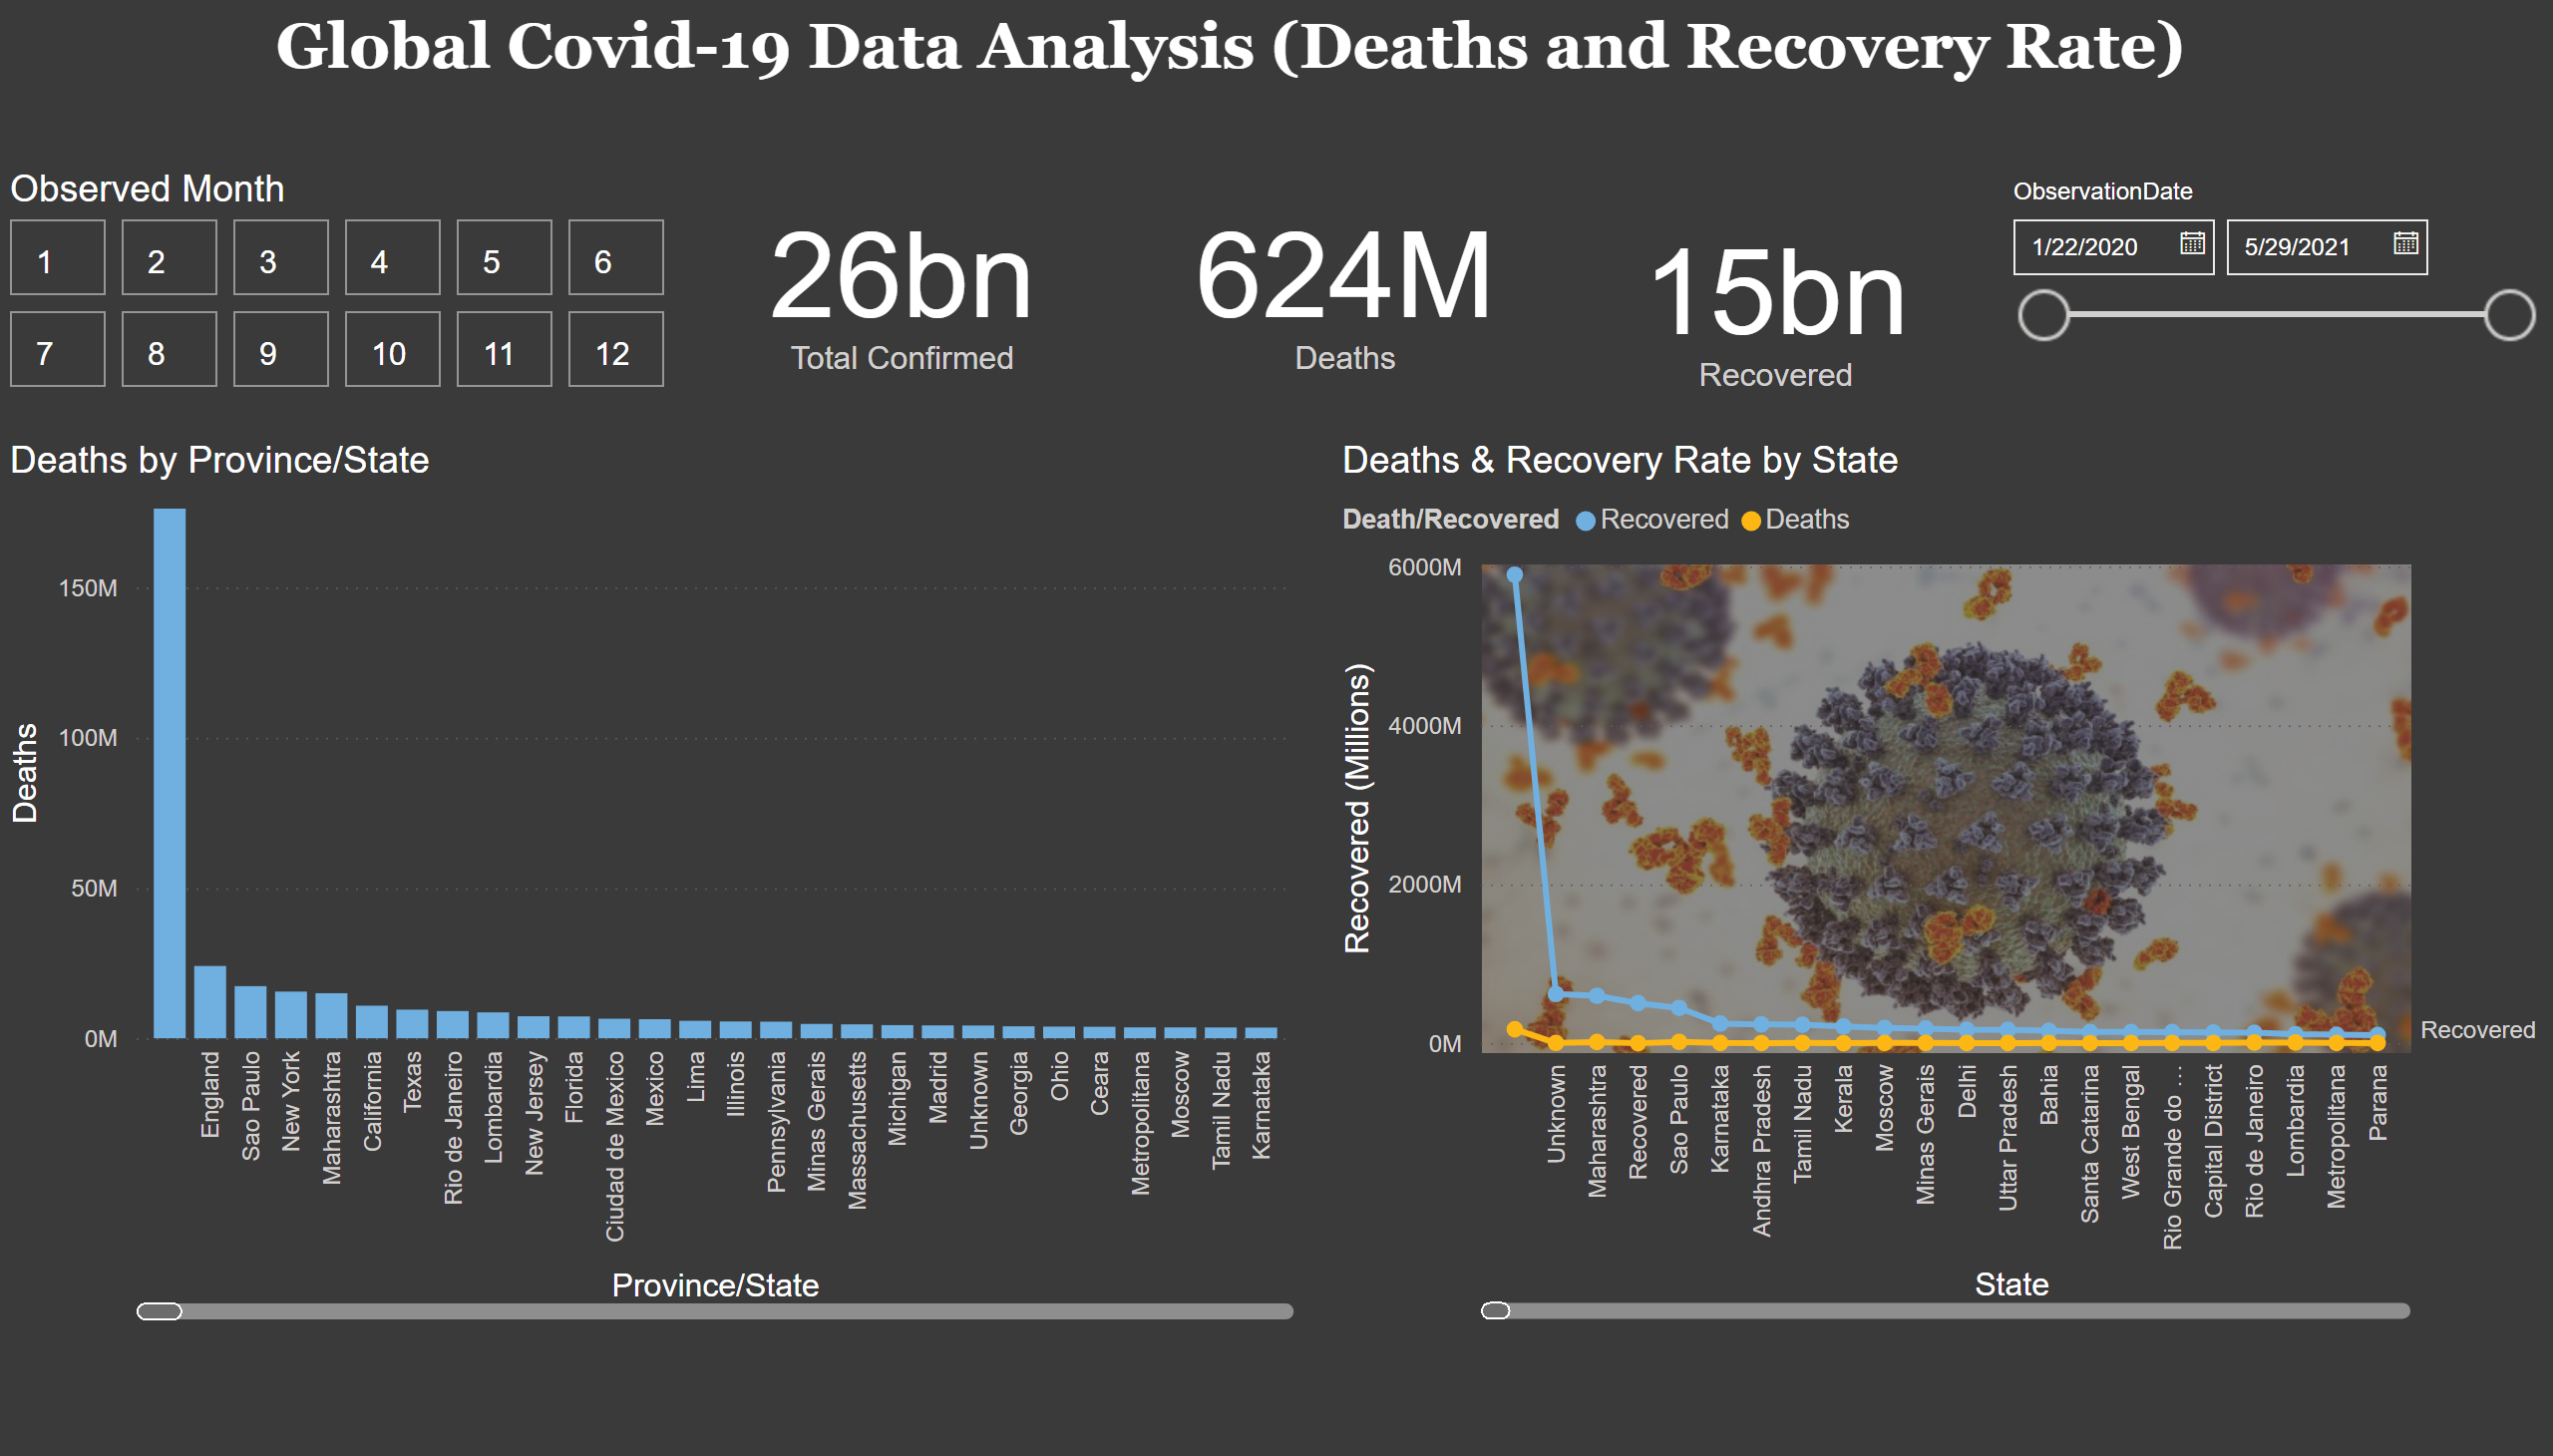 Global Covid-19 Data Analysis (Deaths and Recovery Rate)
Observed Month
1 2 3 4 5 6
7 8 9 10 11 12
26bn
Total Confirmed
624M
Deaths
15bn
Recovered
ObservationDate
1/22/2020 5/29/2021
Deaths by Province/State
Deaths
150M
100M
50M
0M
England
Sao Paulo
New York
Maharashtra
California
Texas
Rio de Janeiro
Lombardia
New Jersey
Florida
Ciudad de Mexico
Mexico
Lima
Illinois
Pennsylvania
Minas Gerais
Massachusetts
Michigan
Madrid
Unknown
Georgia
Ohio
Ceara
Metropolitana
Moscow
Tamil Nadu
Karnataka
Province/State
Deaths & Recovery Rate by State
Death/Recovered Recovered Deaths
Recovered (Millions)
6000M
4000M
2000M
0M
Recovered
Unknown
Maharashtra
Recovered
Sao Paulo
Karnataka
Andhra Pradesh
Tamil Nadu
Kerala
Moscow
Minas Gerais
Delhi
Uttar Pradesh
Bahia
Santa Catarina
West Bengal
Rio Grande do ...
Capital District
Rio de Janeiro
Lombardia
Metropolitana
Parana
State